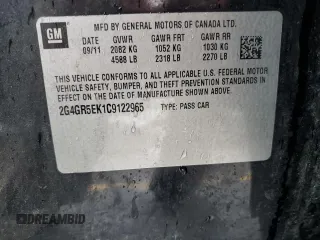 GM
MFD BY GENERAL MOTORS OF CANADA LTD.
DATE GVWR GAWR FRT GAWR RR
09/11 2082 KG 1052 KG 1030 KG
4588 LB 2318 LB 2270 LB
THIS VEHICLE CONFORMS TO ALL APPLICABLE U.S. FEDERAL MOTOR
VEHICLE SAFETY, BUMPER, AND THEFT PREVENTION STANDARDS
IN EFFECT ON THE DATE OF MANUFACTURE SHOWN ABOVE.
2G4GR5EK1C9122965 TYPE: PASS CAR
DREAMBID